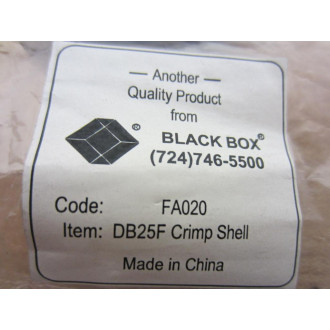 — Another —
Quality Product
from
BLACK BOX®
(724)746-5500
Code: FA020
Item: DB25F Crimp Shell
Made in China